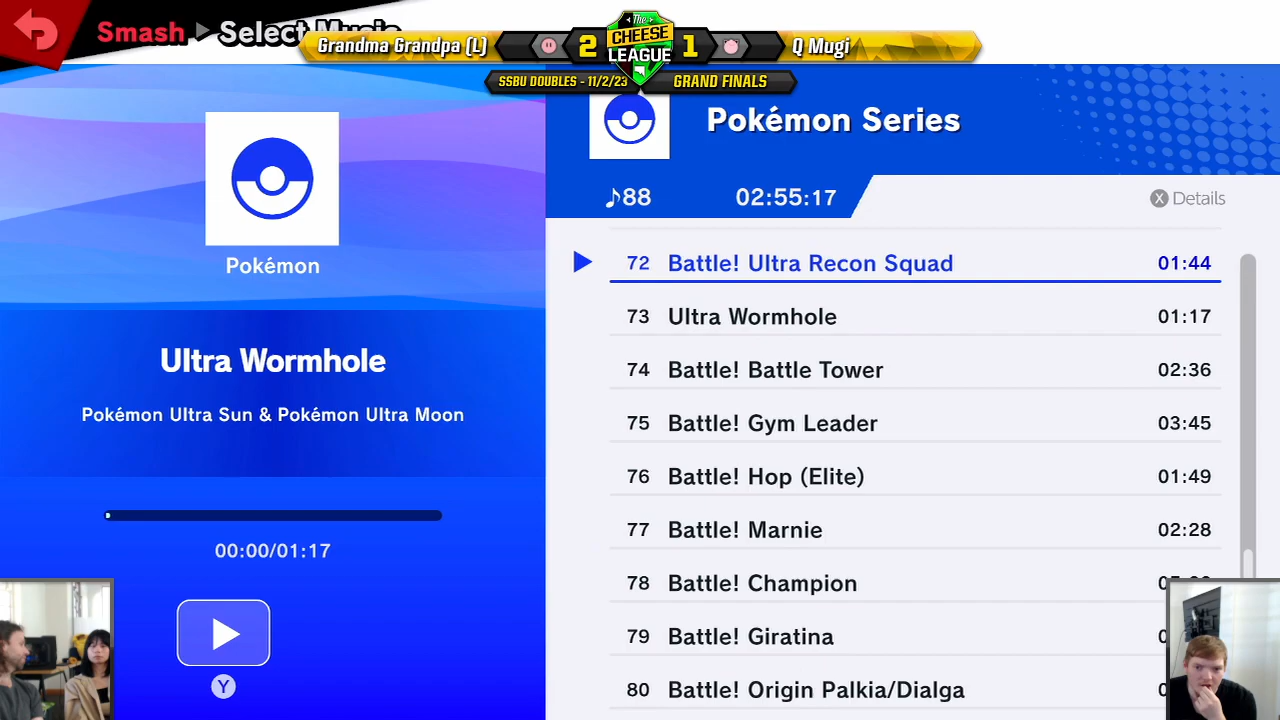 Smash ▶ Select Music
Grandma Grandpa (L) 2
The
CHEESE
LEAGUE
1 Q Mugi
SSBU DOUBLES - 11/2/23
GRAND FINALS
Pokémon
Ultra Wormhole
Pokémon Ultra Sun & Pokémon Ultra Moon
00:00/01:17
Y
Pokémon Series
♪88 02:55:17
X Details
72 Battle! Ultra Recon Squad 01:44
73 Ultra Wormhole 01:17
74 Battle! Battle Tower 02:36
75 Battle! Gym Leader 03:45
76 Battle! Hop (Elite) 01:49
77 Battle! Marnie 02:28
78 Battle! Champion
79 Battle! Giratina
80 Battle! Origin Palkia/Dialga